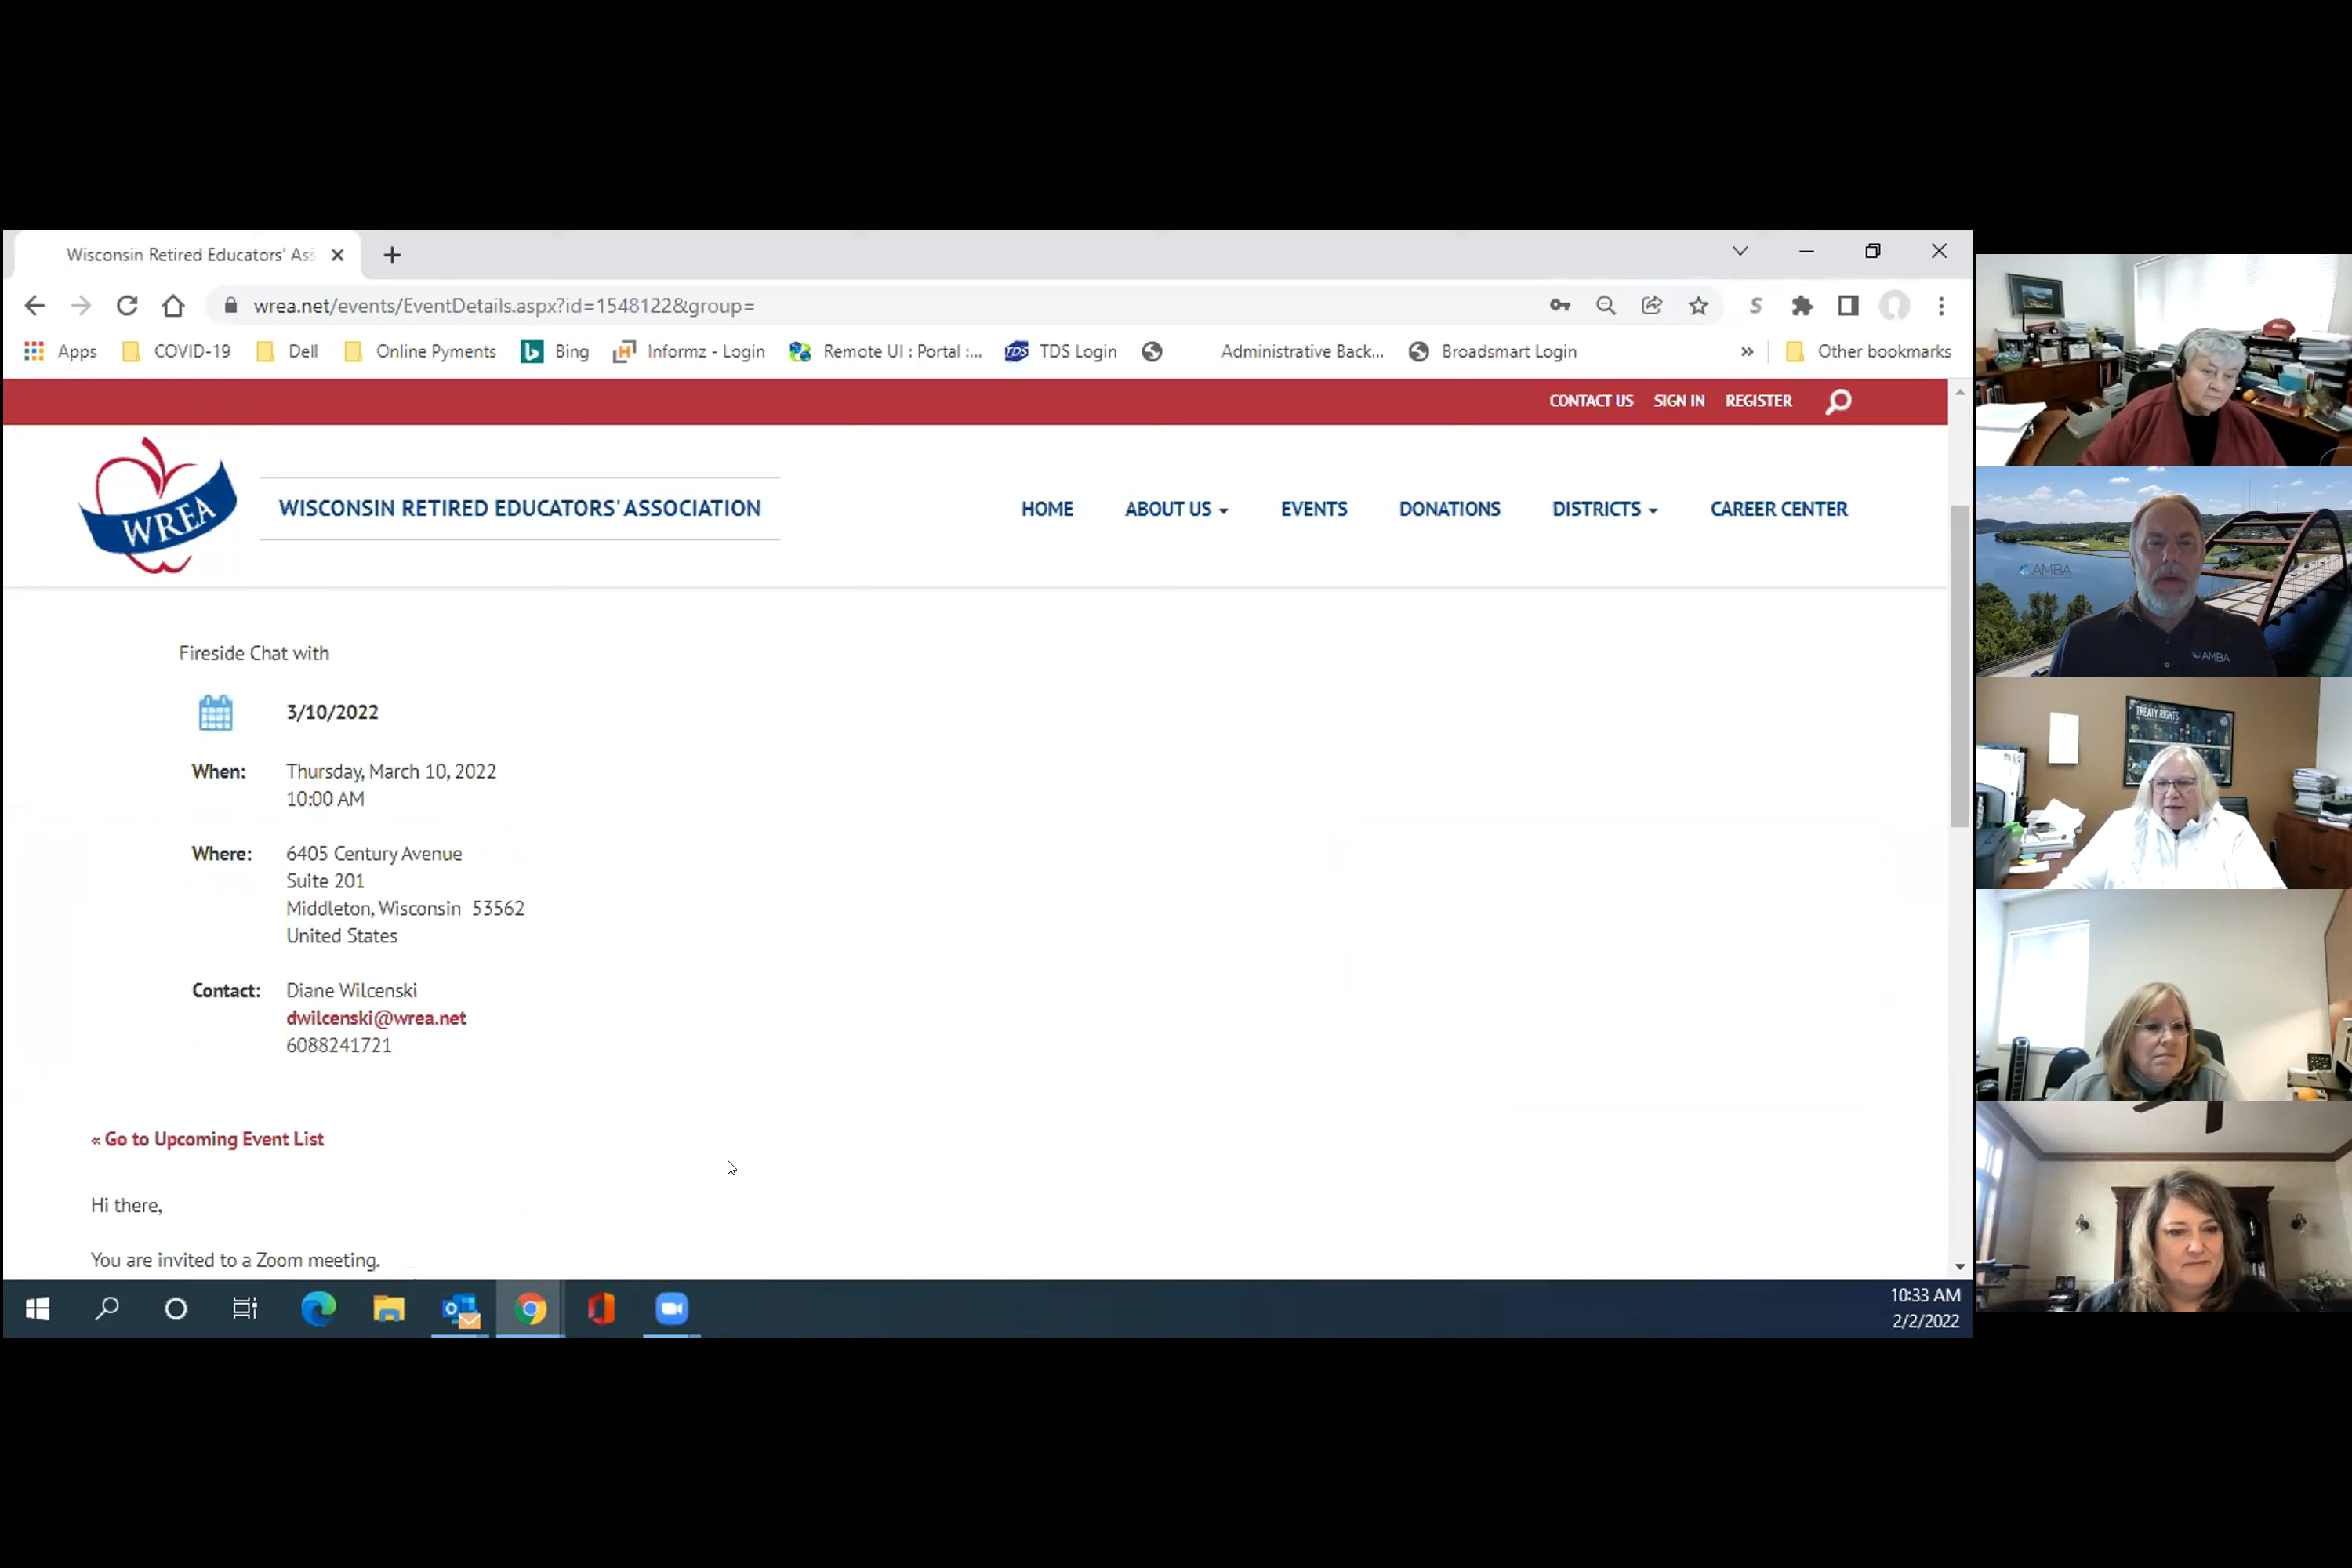 Wisconsin Retired Educators' Ass
wrea.net/events/EventDetails.aspx?id=1548122&group=
Apps COVID-19 Dell Online Pyments Bing Informz - Login Remote UI : Portal :... TDS TDS Login Administrative Back... Broadsmart Login » Other bookmarks
CONTACT US SIGN IN REGISTER
WREA
WISCONSIN RETIRED EDUCATORS' ASSOCIATION
HOME ABOUT US EVENTS DONATIONS DISTRICTS CAREER CENTER
Fireside Chat with
3/10/2022
When: Thursday, March 10, 2022
10:00 AM
Where: 6405 Century Avenue
Suite 201
Middleton, Wisconsin 53562
United States
Contact: Diane Wilcenski
dwilcenski@wrea.net
6088241721
« Go to Upcoming Event List
Hi there,
You are invited to a Zoom meeting.
10:33 AM
2/2/2022
AMBA
AMBA
TREATY RIGHTS